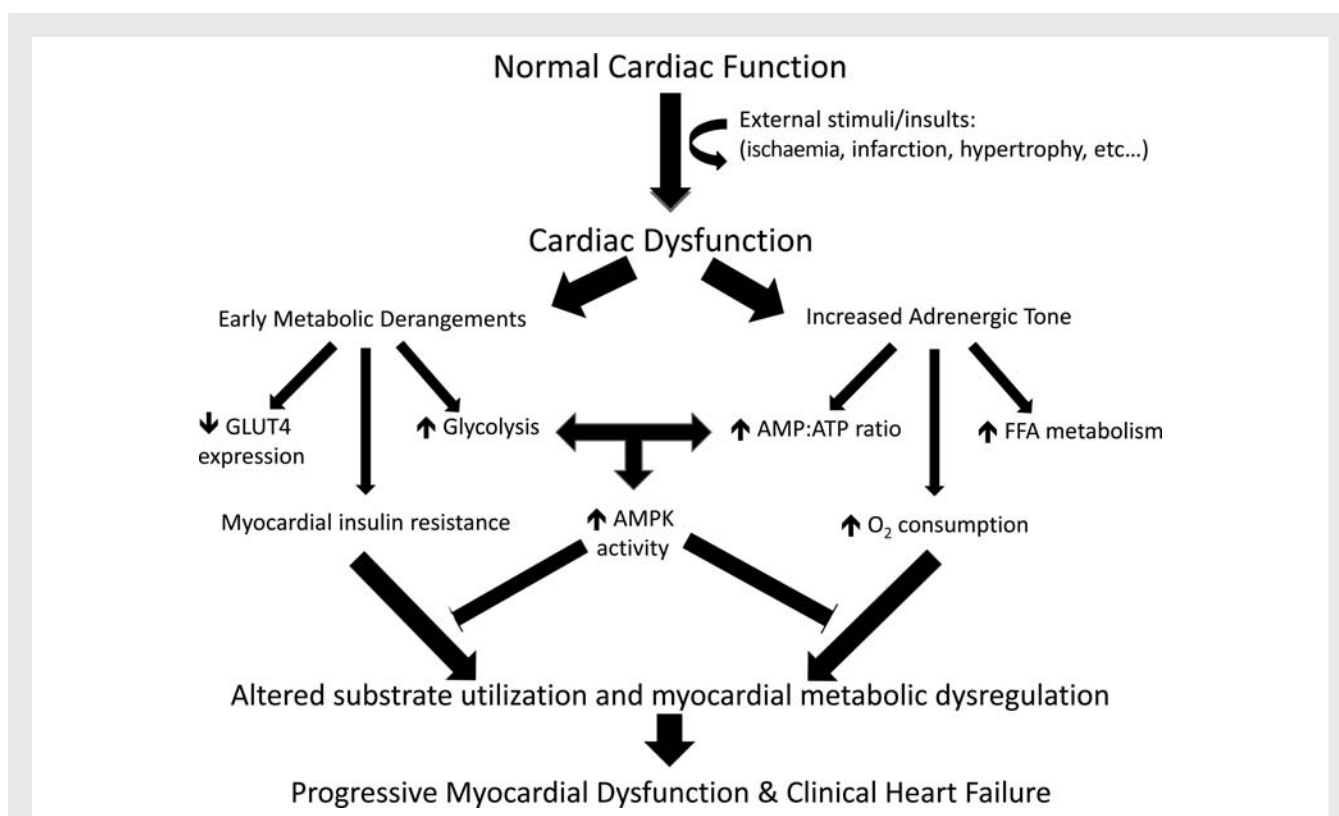 Normal Cardiac Function
External stimuli/insults:
(ischaemia, infarction, hypertrophy, etc...)
Cardiac Dysfunction
Early Metabolic Derangements
Increased Adrenergic Tone
↓ GLUT4
expression
↑ Glycolysis
↑ AMP:ATP ratio
↑ FFA metabolism
Myocardial insulin resistance
↑ AMPK
activity
↑ O₂ consumption
Altered substrate utilization and myocardial metabolic dysregulation
Progressive Myocardial Dysfunction & Clinical Heart Failure